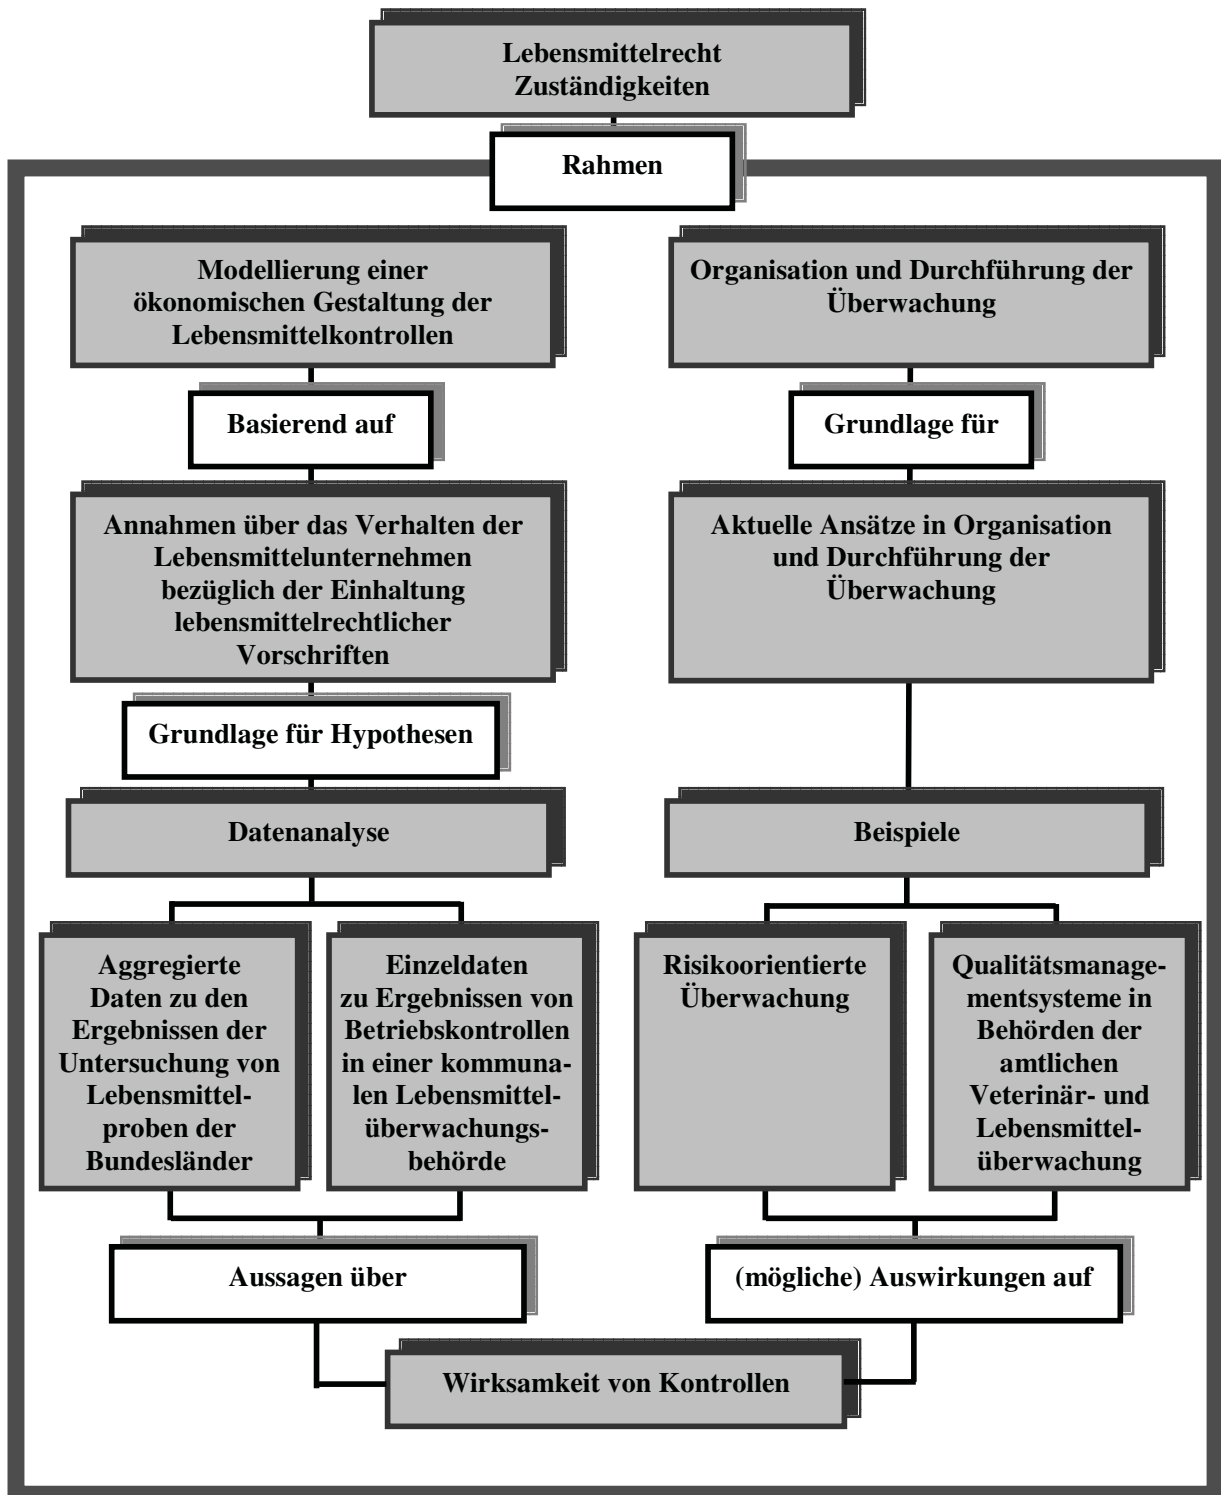 Lebensmittelrecht
Zuständigkeiten
Rahmen
Modellierung einer
ökonomischen Gestaltung der
Lebensmittelkontrollen
Organisation und Durchführung der
Überwachung
Basierend auf
Grundlage für
Annahmen über das Verhalten der
Lebensmittelunternehmen
bezüglich der Einhaltung
lebensmittelrechtlicher
Vorschriften
Aktuelle Ansätze in Organisation
und Durchführung der
Überwachung
Grundlage für Hypothesen
Datenanalyse
Beispiele
Aggregierte
Daten zu den
Ergebnissen der
Untersuchung von
Lebensmittel-
proben der
Bundesländer
Einzeldaten
zu Ergebnissen von
Betriebskontrollen
in einer kommuna-
len Lebensmittel-
überwachungs-
behörde
Risikoorientierte
Überwachung
Qualitätsmanage-
mentsysteme in
Behörden der
amtlichen
Veterinär- und
Lebensmittel-
überwachung
Aussagen über
(mögliche) Auswirkungen auf
Wirksamkeit von Kontrollen